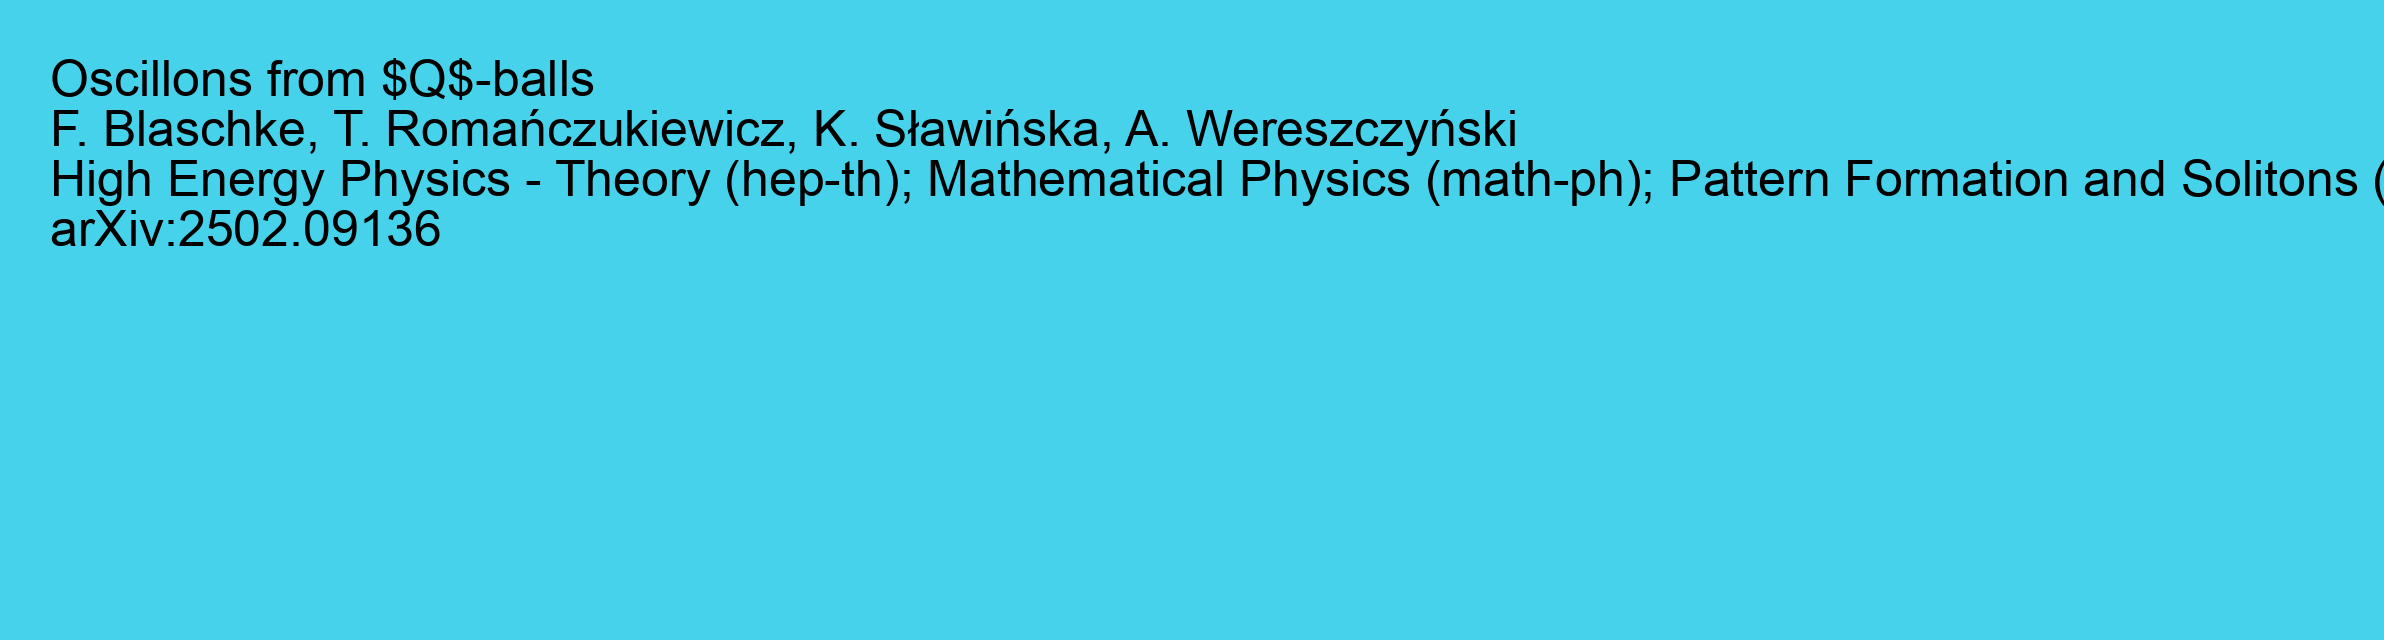 Oscillons from $Q$-balls
F. Blaschke, T. Romańczukiewicz, K. Sławińska, A. Wereszczyński
High Energy Physics - Theory (hep-th); Mathematical Physics (math-ph); Pattern Formation and Solitons (
arXiv:2502.09136